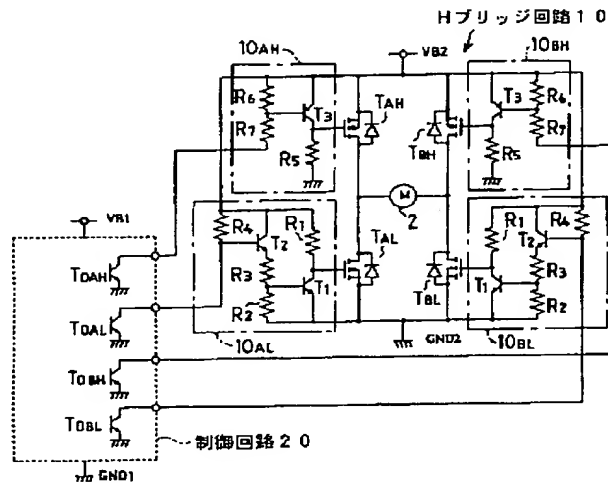 Hブリッジ回路10
10AH
VB2
10BH
R6
T3
TAH
T3
R6
R7
TBH
R7
R5
R5
M
2
VB1
R4
T2
R1
TAL
R1
T2
R4
TDAH
R3
T1
TBL
T1
R3
R2
R2
TDAL
10AL
GND2
10BL
TDBH
TDBL
制御回路20
GND1